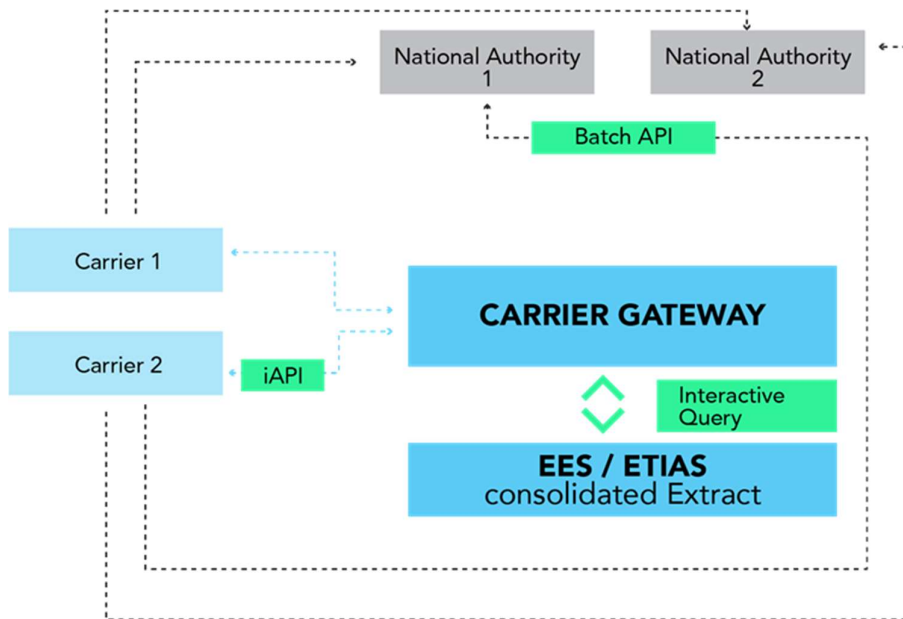 National Authority
1
National Authority
2
Batch API
Carrier 1
CARRIER GATEWAY
Carrier 2
iAPI
Interactive
Query
EES / ETIAS
consolidated Extract